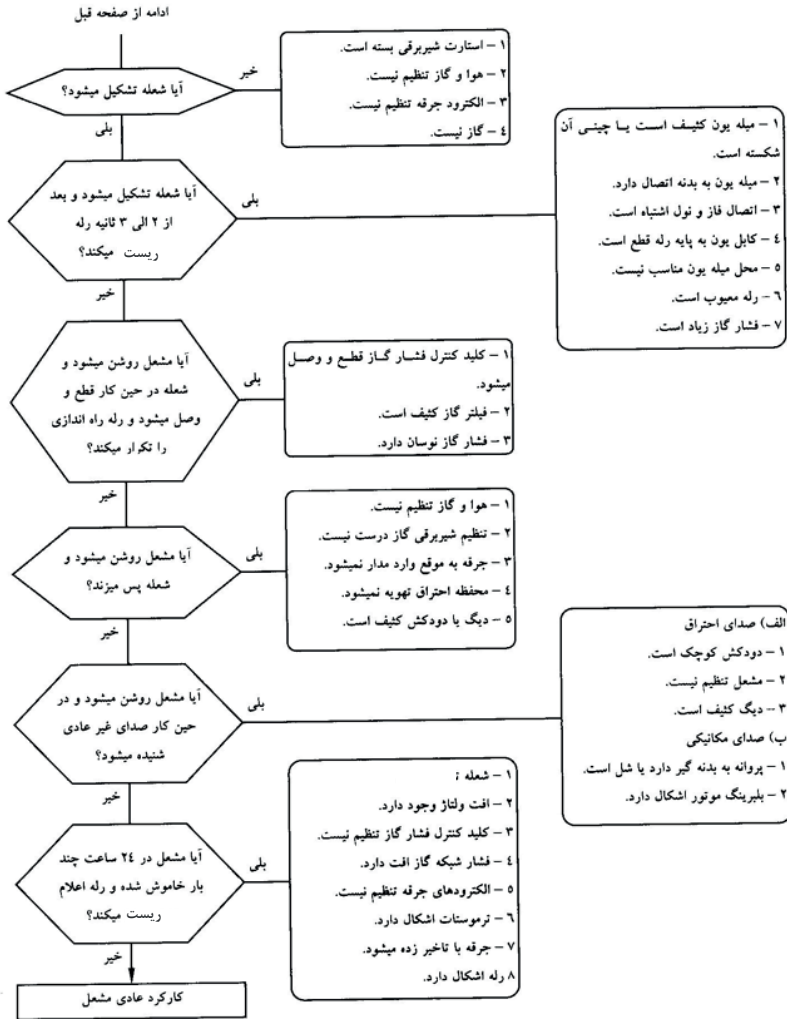 ادامه از صفحه قبل
آیا شعله تشکیل میشود؟
خیر
۱ – استارت شیربرقی بسته است.
۲ – هوا و گاز تنظیم نیست.
۳ – الکترود جرقه تنظیم نیست.
٤ – گاز نیست.
بلی
آیا شعله تشکیل میشود و بعد
از ۲ الی ۳ ثانیه رله
ریست میکند؟
بلی
۱ – میله یون کثیف است یا چینی آن
شکسته است.
۲ – میله یون به بدنه اتصال دارد.
۳ – اتصال فاز و نول اشتباه است.
٤ – کابل یون به پایه رله قطع است.
٥ – محل میله یون مناسب نیست.
٦ – رله معیوب است.
۷ – فشار گاز زیاد است.
خیر
آیا مشعل روشن میشود و
شعله در حین کار قطع و
وصل میشود و رله راه اندازی
را تکرار میکند؟
بلی
۱ – کلید کنترل فشار گاز قطع و وصل
میشود.
۲ – فیلتر گاز کثیف است.
۳ – فشار گاز نوسان دارد.
خیر
آیا مشعل روشن میشود و
شعله پس میزند؟
بلی
۱ – هوا و گاز تنظیم نیست.
۲ – تنظیم شیربرقی گاز درست نیست.
۳ – جرقه به موقع وارد مدار نمیشود.
٤ – محفظه احتراق تهویه نمیشود.
٥ – دیگ یا دودکش کثیف است.
خیر
آیا مشعل روشن میشود و در
حین کار صدای غیر عادی
شنیده میشود؟
بلی
الف) صدای احتراق
۱ – دودکش کوچک است.
۲ – مشعل تنظیم نیست.
۳ – دیگ کثیف است.
ب) صدای مکانیکی
۱ – پروانه به بدنه گیر دارد یا شل است.
۲ – بلبرینگ موتور اشکال دارد.
خیر
آیا مشعل در ۲٤ ساعت چند
بار خاموش شده و رله اعلام
ریست میکند؟
بلی
۱ – شعله
۲ – افت ولتاژ وجود دارد.
۳ – کلید کنترل فشار گاز تنظیم نیست.
٤ – فشار شبکه گاز افت دارد.
٥ – الکترودهای جرقه تنظیم نیست.
٦ – ترموستات اشکال دارد.
۷ – جرقه با تاخیر زده میشود.
۸ رله اشکال دارد.
خیر
کارکرد عادی مشعل